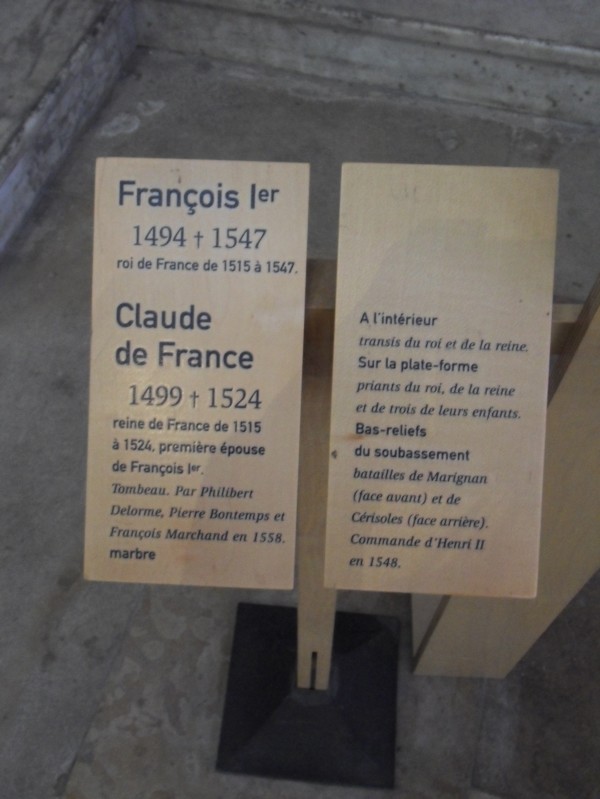 François Ier
1494 † 1547
roi de France de 1515 à 1547.
Claude
de France
1499 † 1524
reine de France de 1515
à 1524, première épouse
de François Ier.
Tombeau. Par Philibert
Delorme, Pierre Bontemps et
François Marchand en 1558.
marbre
A l'intérieur
transis du roi et de la reine.
Sur la plate-forme
priants du roi, de la reine
et de trois de leurs enfants.
Bas-reliefs
du soubassement
batailles de Marignan
(face avant) et de
Cérisoles (face arrière).
Commande d'Henri II
en 1548.